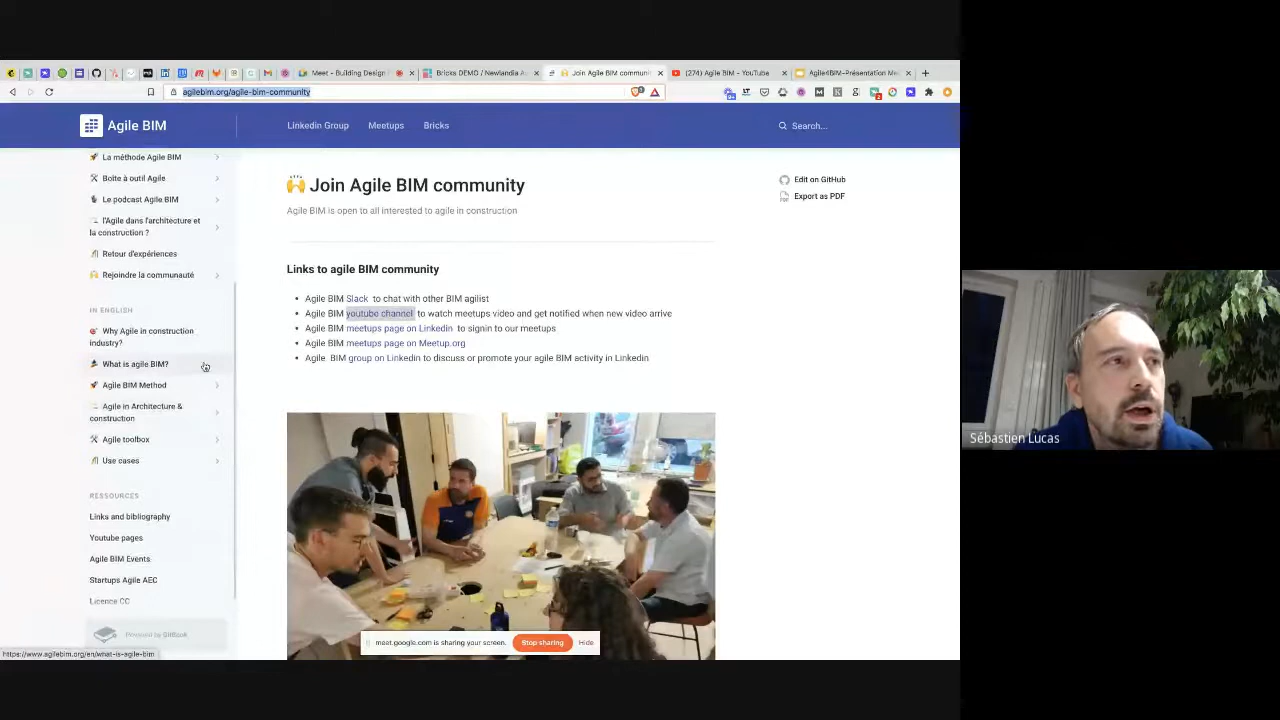 Meet - Building Design
Bricks DEMO / Newlandia A
Join Agile BIM communi
(274) Agile BIM - YouTube
Agile4BIM-Présentation Me
agilebim.org/agile-bim-community
Agile BIM
Linkedin Group
Meetups
Bricks
Search...
La méthode Agile BIM
Boîte à outil Agile
Le podcast Agile BIM
l'Agile dans l'architecture et
la construction ?
Retour d'expériences
Rejoindre la communauté
IN ENGLISH
Why Agile in construction
industry?
What is agile BIM?
Agile BIM Method
Agile in Architecture &
construction
Agile toolbox
Use cases
RESSOURCES
Links and bibliography
Youtube pages
Agile BIM Events
Startups Agile AEC
Licence CC
Powered by GitBook
https://www.agilebim.org/en/what-is-agile-bim
Join Agile BIM community
Agile BIM is open to all interested to agile in construction
Links to agile BIM community
• Agile BIM Slack to chat with other BIM agilist
• Agile BIM youtube channel to watch meetups video and get notified when new video arrive
• Agile BIM meetups page on Linkedin to signin to our meetups
• Agile BIM meetups page on Meetup.org
• Agile BIM group on Linkedin to discuss or promote your agile BIM activity in Linkedin
Edit on GitHub
Export as PDF
meet.google.com is sharing your screen.
Stop sharing
Hide
Sébastien Lucas